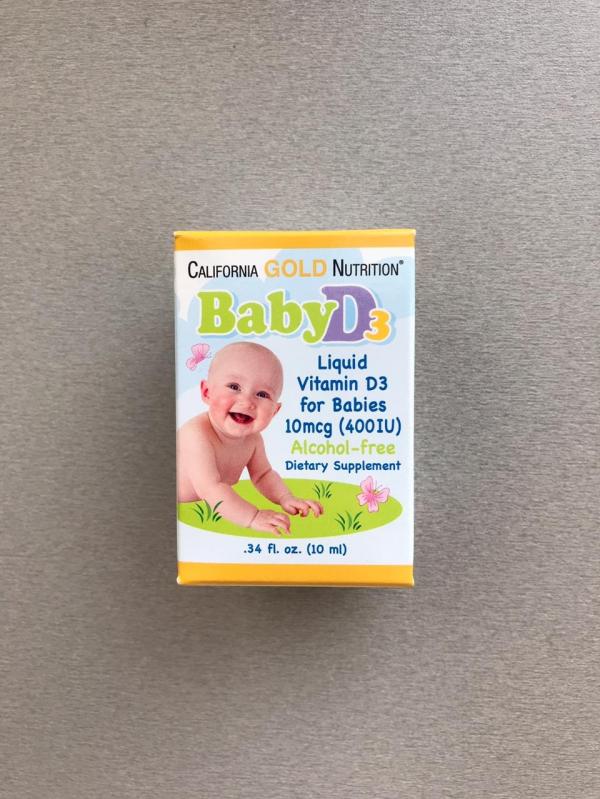 CALIFORNIA GOLD NUTRITION®
BabyD3
Liquid
Vitamin D3
for Babies
10mcg (400IU)
Alcohol-free
Dietary Supplement
.34 fl. oz. (10 ml)